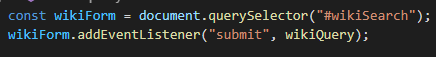 const wikiForm = document.querySelector("#wikiSearch");
wikiForm.addEventListener("submit", wikiQuery);